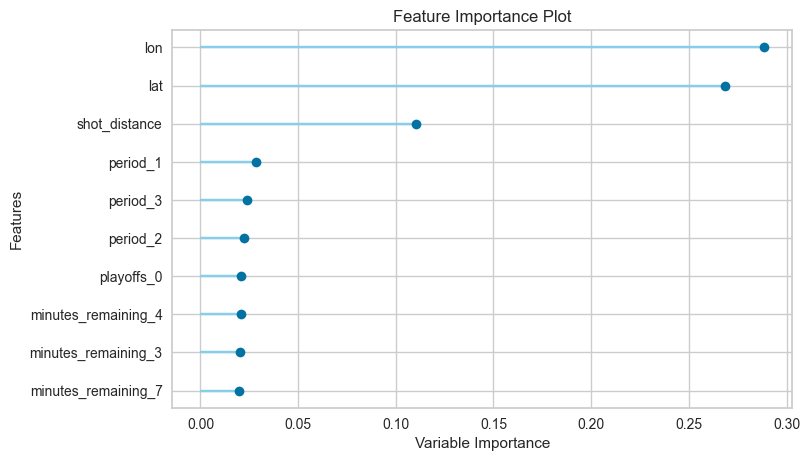 Feature Importance Plot
lon
lat
shot_distance
period_1
period_3
period_2
playoffs_0
minutes_remaining_4
minutes_remaining_3
minutes_remaining_7
Features
0.00 0.05 0.10 0.15 0.20 0.25 0.30
Variable Importance